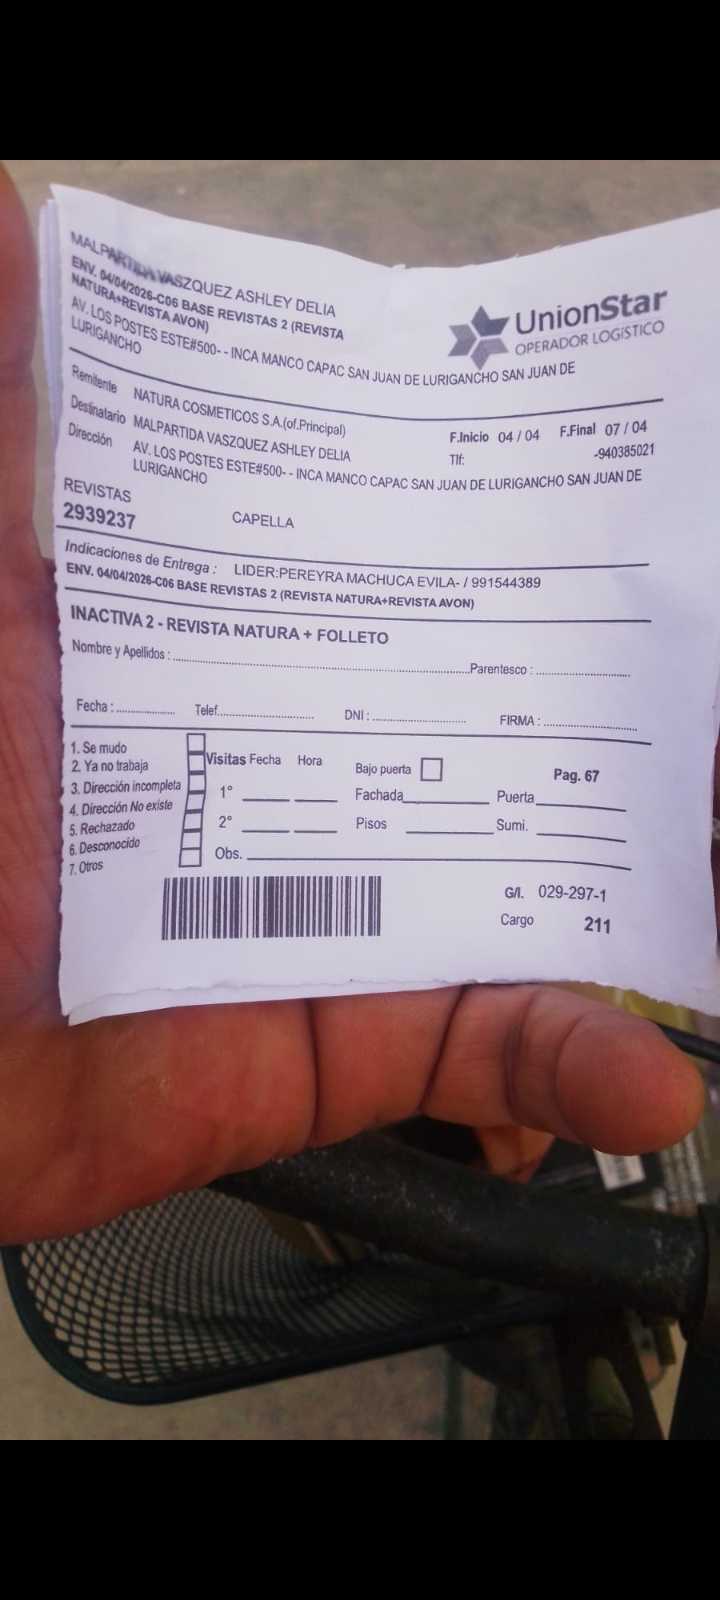 MALPARTIDA VASZQUEZ ASHLEY DELIA
ENV. 04/04/2026-C06 BASE REVISTAS 2 (REVISTA
NATURA+REVISTA AVON)
AV. LOS POSTES ESTE#500- - INCA MANCO CAPAC SAN JUAN DE LURIGANCHO SAN JUAN DE
LURIGANCHO
UnionStar
OPERADOR LOGÍSTICO
Remitente NATURA COSMETICOS S.A.(of.Principal)
F.Inicio 04 / 04 F.Final 07 / 04
Destinatario MALPARTIDA VASZQUEZ ASHLEY DELIA
Tlf: -940385021
Dirección AV. LOS POSTES ESTE#500- - INCA MANCO CAPAC SAN JUAN DE LURIGANCHO SAN JUAN DE
LURIGANCHO
REVISTAS
2939237 CAPELLA
Indicaciones de Entrega : LIDER:PEREYRA MACHUCA EVILA- / 991544389
ENV. 04/04/2026-C06 BASE REVISTAS 2 (REVISTA NATURA+REVISTA AVON)
INACTIVA 2 - REVISTA NATURA + FOLLETO
Nombre y Apellidos : Parentesco :
Fecha : Telef. DNI : FIRMA :
1. Se mudo
2. Ya no trabaja
3. Dirección incompleta
4. Dirección No existe
5. Rechazado
6. Desconocido
7. Otros
Visitas Fecha Hora Bajo puerta Pag. 67
1° Fachada Puerta
2° Pisos Sumi.
Obs.
G/I. 029-297-1
Cargo 211